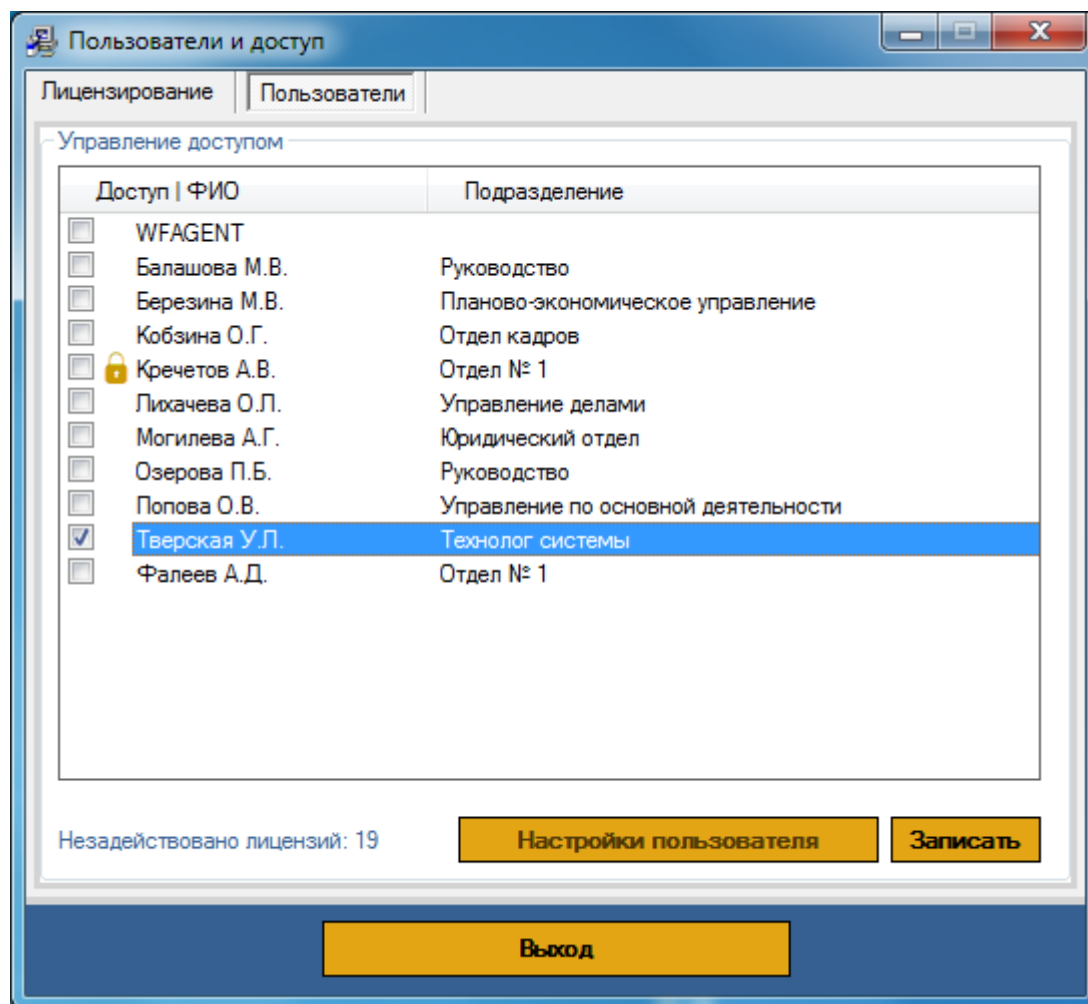 Пользователи и доступ
Лицензирование Пользователи
Управление доступом
Доступ | ФИО Подразделение
WFAGENT
Балашова М.В. Руководство
Березина М.В. Планово-экономическое управление
Кобзина О.Г. Отдел кадров
Кречетов А.В. Отдел № 1
Лихачева О.Л. Управление делами
Могилева А.Г. Юридический отдел
Озерова П.Б. Руководство
Попова О.В. Управление по основной деятельности
Тверская У.Л. Технолог системы
Фалеев А.Д. Отдел № 1
Незадействовано лицензий: 19 Настройки пользователя Записать
Выход